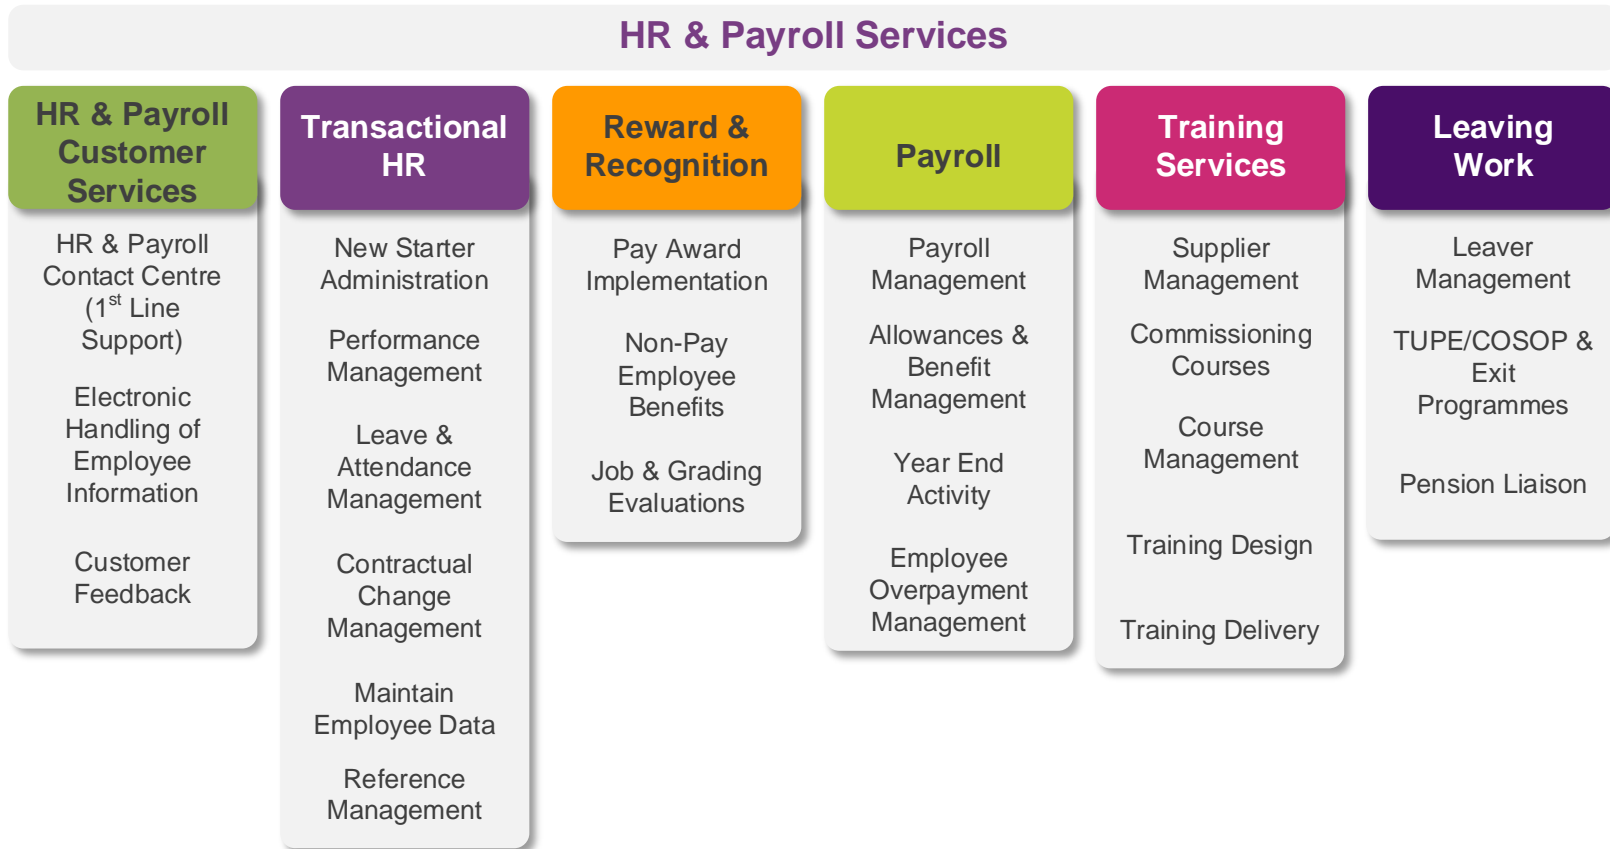 HR & Payroll Services
HR & Payroll
Customer
Services
HR & Payroll
Contact Centre
(1st Line
Support)
Electronic
Handling of
Employee
Information
Customer
Feedback
Transactional
HR
New Starter
Administration
Performance
Management
Leave &
Attendance
Management
Contractual
Change
Management
Maintain
Employee Data
Reference
Management
Reward &
Recognition
Pay Award
Implementation
Non-Pay
Employee
Benefits
Job & Grading
Evaluations
Payroll
Payroll
Management
Allowances &
Benefit
Management
Year End
Activity
Employee
Overpayment
Management
Training
Services
Supplier
Management
Commissioning
Courses
Course
Management
Training Design
Training Delivery
Leaving
Work
Leaver
Management
TUPE/COSOP &
Exit
Programmes
Pension Liaison